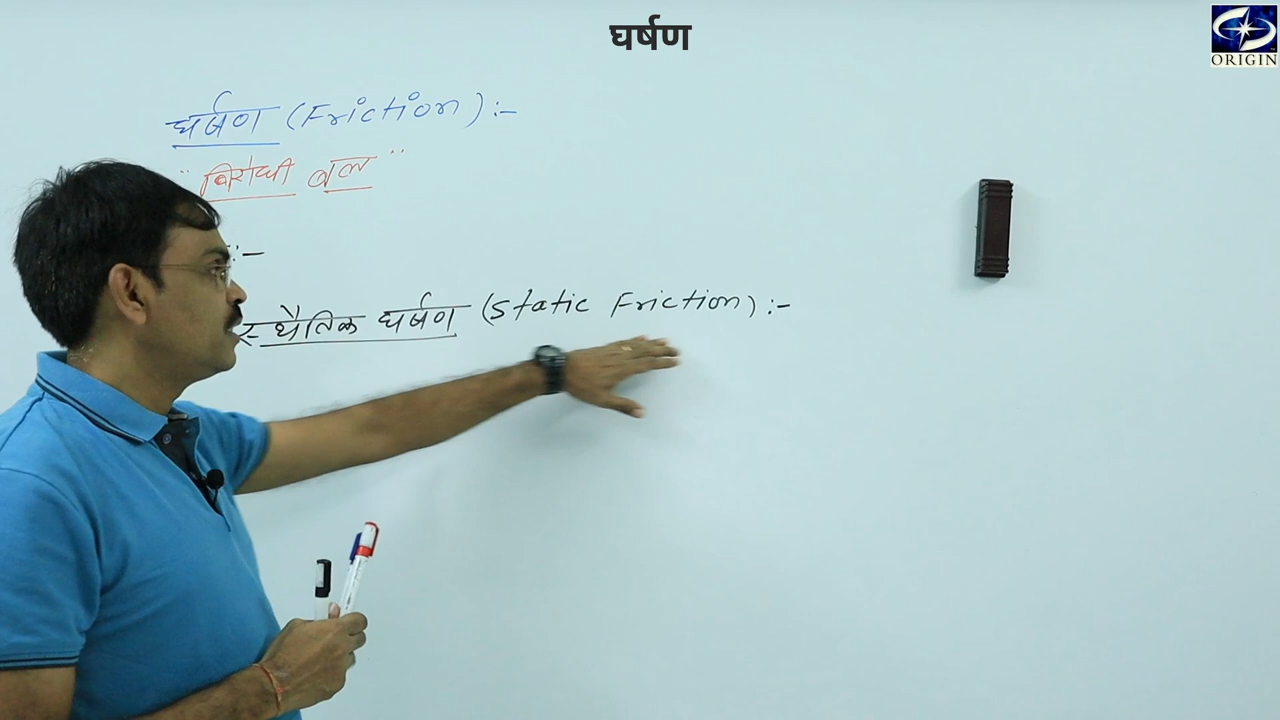 घर्षण
ORIGIN
घर्षण (Friction) :-
"विरोधी बल"
:-
स्थैतिक घर्षण (Static Friction) :-